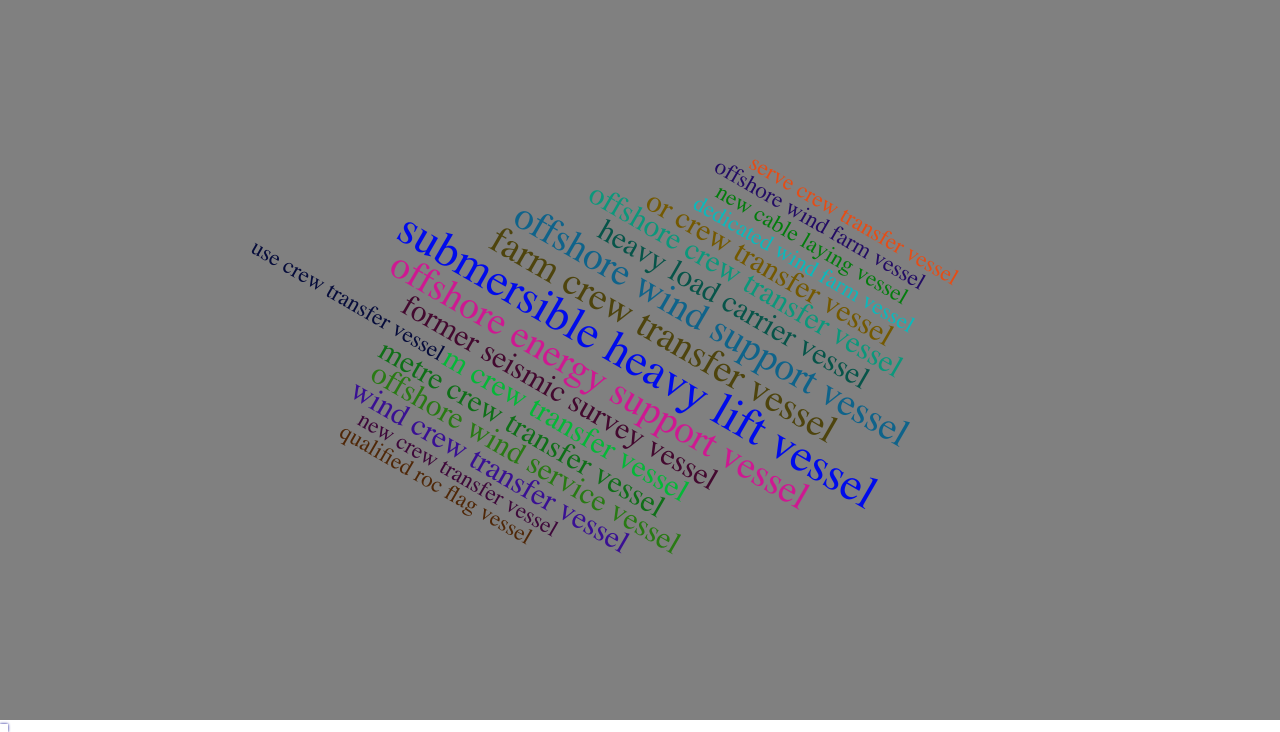 serve crew transfer vessel
offshore wind farm vessel
new cable laying vessel
dedicated wind farm vessel
or crew transfer vessel
offshore crew transfer vessel
heavy load carrier vessel
offshore wind support vessel
farm crew transfer vessel
submersible heavy lift vessel
offshore energy support vessel
former seismic survey vessel
use crew transfer vessel
m crew transfer vessel
metre crew transfer vessel
offshore wind service vessel
wind crew transfer vessel
new crew transfer vessel
qualified roc flag vessel